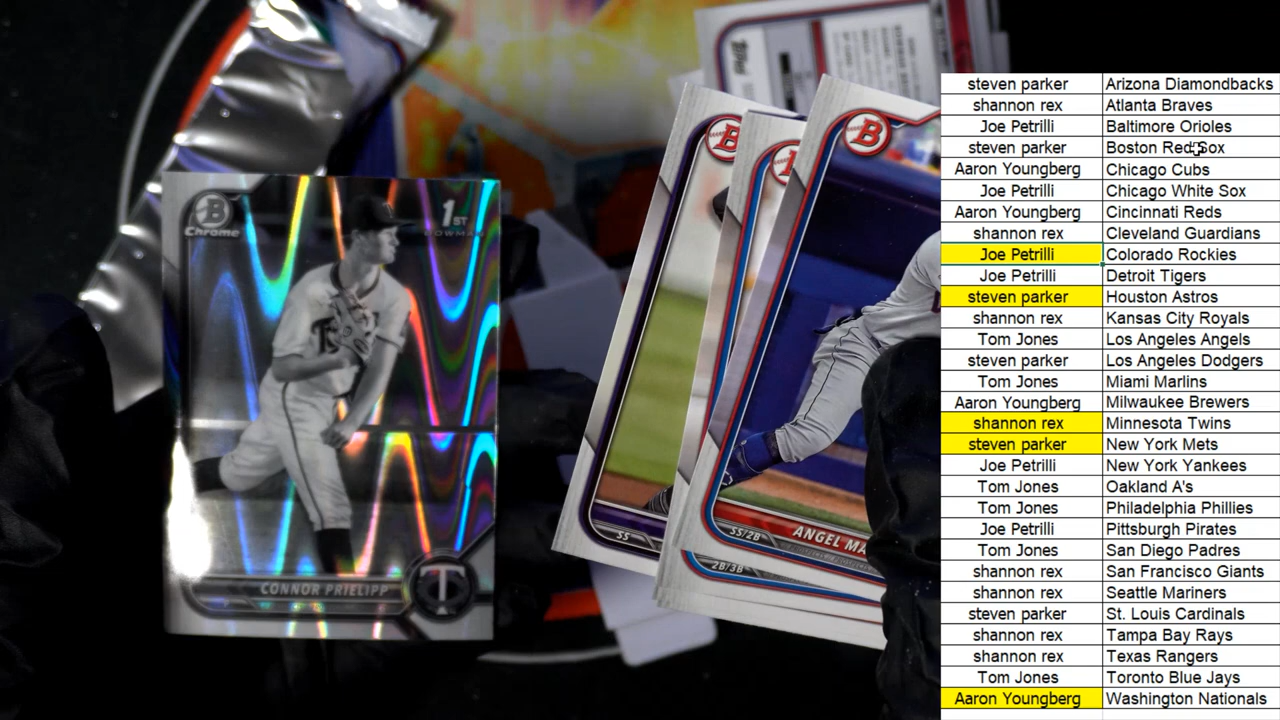 B
Chrome
1ST
BOWMAN
CONNOR PRIELIPP
T
topps
B
B
SS
SS/2B
ANGEL MA
2B/3B
steven parker Arizona Diamondbacks
shannon rex Atlanta Braves
Joe Petrilli Baltimore Orioles
steven parker Boston Red Sox
Aaron Youngberg Chicago Cubs
Joe Petrilli Chicago White Sox
Aaron Youngberg Cincinnati Reds
shannon rex Cleveland Guardians
Joe Petrilli Colorado Rockies
Joe Petrilli Detroit Tigers
steven parker Houston Astros
shannon rex Kansas City Royals
Tom Jones Los Angeles Angels
steven parker Los Angeles Dodgers
Tom Jones Miami Marlins
Aaron Youngberg Milwaukee Brewers
shannon rex Minnesota Twins
steven parker New York Mets
Joe Petrilli New York Yankees
Tom Jones Oakland A's
Tom Jones Philadelphia Phillies
Joe Petrilli Pittsburgh Pirates
Tom Jones San Diego Padres
shannon rex San Francisco Giants
shannon rex Seattle Mariners
steven parker St. Louis Cardinals
shannon rex Tampa Bay Rays
shannon rex Texas Rangers
Tom Jones Toronto Blue Jays
Aaron Youngberg Washington Nationals